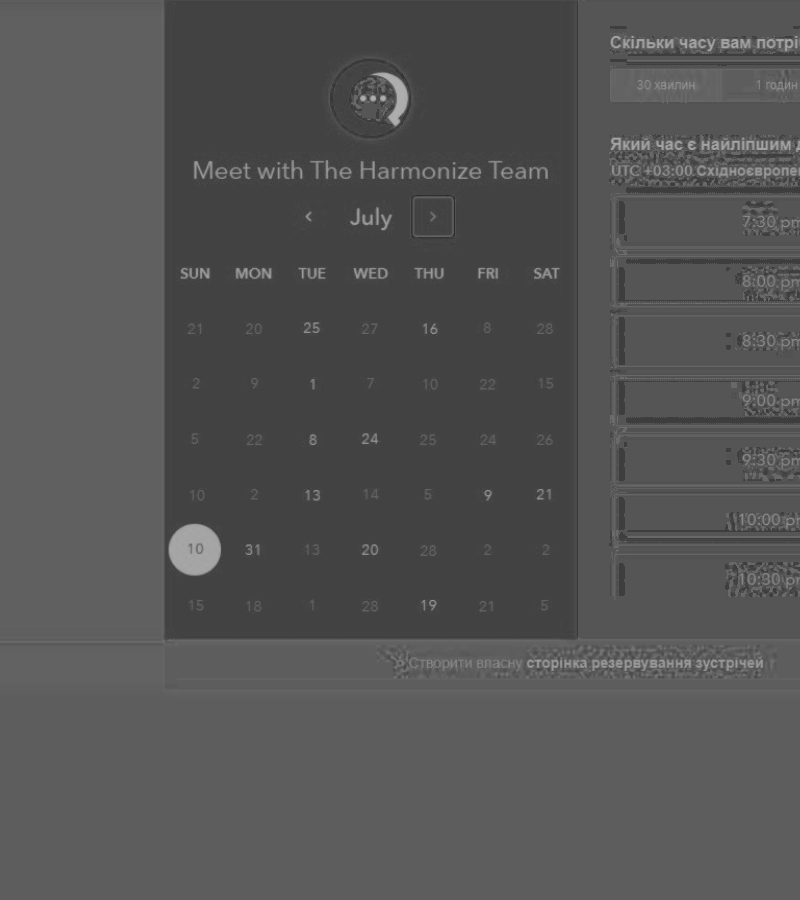 Meet with The Harmonize Team
‹ July ›
SUN MON TUE WED THU FRI SAT
21 20 25 27 16 8 28
2 9 1 7 10 22 15
5 22 8 24 25 24 26
10 2 13 14 5 9 21
10 31 13 20 28 2 2
15 18 1 28 19 21 5
Скільки часу вам потрі
30 хвилин 1 годин
Який час є найліпшим д
UTC +03:00 Східноєвропе
7:30 pm
8:00 pm
8:30 pm
9:00 pm
9:30 pm
10:00 pm
10:30 pm
Створити власну сторінка резервування зустрічей